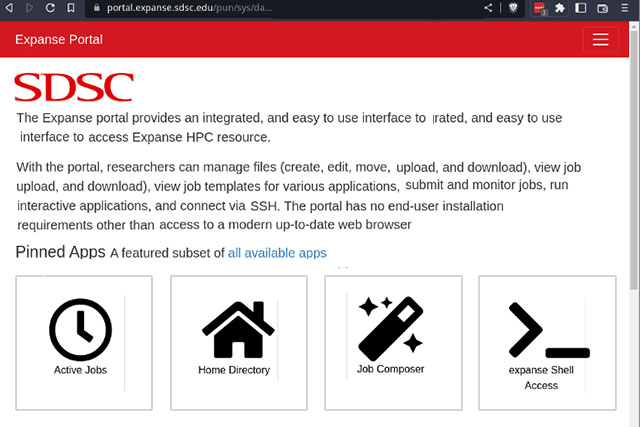 portal.expanse.sdsc.edu/pun/sys/da...
Expanse Portal
SDSC
The Expanse portal provides an integrated, and easy to use interface to rated, and easy to use
interface to access Expanse HPC resource.
With the portal, researchers can manage files (create, edit, move, upload, and download), view job
upload, and download), view job templates for various applications, submit and monitor jobs, run
interactive applications, and connect via SSH. The portal has no end-user installation
requirements other than access to a modern up-to-date web browser
Pinned Apps A featured subset of all available apps
Active Jobs
Home Directory
Job Composer
expanse Shell
Access